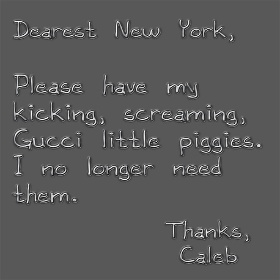 Dearest New York,
Please have my
kicking, screaming,
Gucci little piggies.
I no longer need
them.
Thanks,
Caleb